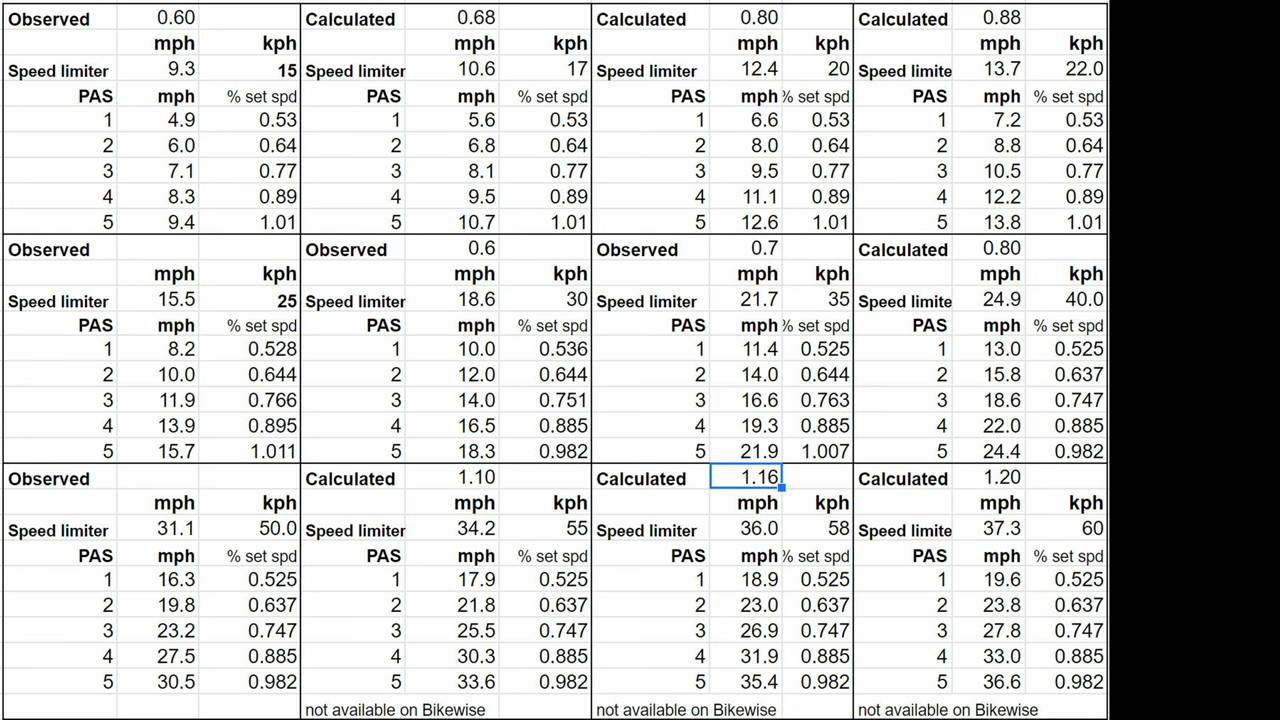 Observed 0.60 Calculated 0.68 Calculated 0.80 Calculated 0.88
mph kph mph kph mph kph mph kph
Speed limiter 9.3 15 Speed limiter 10.6 17 Speed limiter 12.4 20 Speed limite 13.7 22.0
PAS mph % set spd PAS mph % set spd PAS mph % set spd PAS mph % set spd
1 4.9 0.53 1 5.6 0.53 1 6.6 0.53 1 7.2 0.53
2 6.0 0.64 2 6.8 0.64 2 8.0 0.64 2 8.8 0.64
3 7.1 0.77 3 8.1 0.77 3 9.5 0.77 3 10.5 0.77
4 8.3 0.89 4 9.5 0.89 4 11.1 0.89 4 12.2 0.89
5 9.4 1.01 5 10.7 1.01 5 12.6 1.01 5 13.8 1.01
Observed Observed 0.6 Observed 0.7 Calculated 0.80
mph kph mph kph mph kph mph kph
Speed limiter 15.5 25 Speed limiter 18.6 30 Speed limiter 21.7 35 Speed limite 24.9 40.0
PAS mph % set spd PAS mph % set spd PAS mph % set spd PAS mph % set spd
1 8.2 0.528 1 10.0 0.536 1 11.4 0.525 1 13.0 0.525
2 10.0 0.644 2 12.0 0.644 2 14.0 0.644 2 15.8 0.637
3 11.9 0.766 3 14.0 0.751 3 16.6 0.763 3 18.6 0.747
4 13.9 0.895 4 16.5 0.885 4 19.3 0.885 4 22.0 0.885
5 15.7 1.011 5 18.3 0.982 5 21.9 1.007 5 24.4 0.982
Observed Calculated 1.10 Calculated 1.16 Calculated 1.20
mph kph mph kph mph kph mph kph
Speed limiter 31.1 50.0 Speed limiter 34.2 55 Speed limiter 36.0 58 Speed limite 37.3 60
PAS mph % set spd PAS mph % set spd PAS mph % set spd PAS mph % set spd
1 16.3 0.525 1 17.9 0.525 1 18.9 0.525 1 19.6 0.525
2 19.8 0.637 2 21.8 0.637 2 23.0 0.637 2 23.8 0.637
3 23.2 0.747 3 25.5 0.747 3 26.9 0.747 3 27.8 0.747
4 27.5 0.885 4 30.3 0.885 4 31.9 0.885 4 33.0 0.885
5 30.5 0.982 5 33.6 0.982 5 35.4 0.982 5 36.6 0.982
not available on Bikewise not available on Bikewise not available on Bikewise